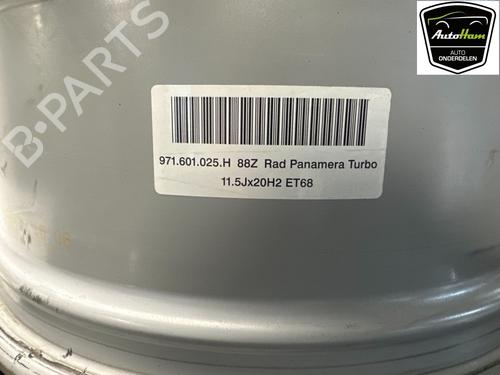 AutoHam
AUTO
ONDERDELEN
B-PARTS
971.601.025.H 88Z Rad Panamera Turbo
11.5Jx20H2 ET68